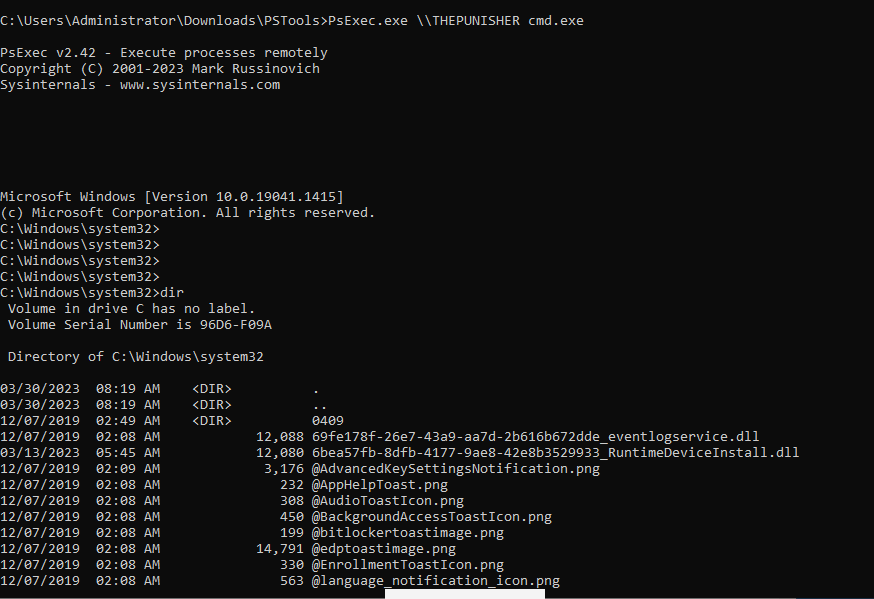 C:\Users\Administrator\Downloads\PSTools>PsExec.exe \\THEPUNISHER cmd.exe
PsExec v2.42 - Execute processes remotely
Copyright (C) 2001-2023 Mark Russinovich
Sysinternals - www.sysinternals.com
Microsoft Windows [Version 10.0.19041.1415]
(c) Microsoft Corporation. All rights reserved.
C:\Windows\system32>
C:\Windows\system32>
C:\Windows\system32>
C:\Windows\system32>
C:\Windows\system32>dir
 Volume in drive C has no label.
 Volume Serial Number is 96D6-F09A
 Directory of C:\Windows\system32
03/30/2023  08:19 AM    <DIR>          .
03/30/2023  08:19 AM    <DIR>          ..
12/07/2019  02:49 AM    <DIR>          0409
12/07/2019  02:08 AM            12,088 69fe178f-26e7-43a9-aa7d-2b616b672dde_eventlogservice.dll
03/13/2023  05:45 AM            12,080 6bea57fb-8dfb-4177-9ae8-42e8b3529933_RuntimeDeviceInstall.dll
12/07/2019  02:09 AM             3,176 @AdvancedKeySettingsNotification.png
12/07/2019  02:08 AM               232 @AppHelpToast.png
12/07/2019  02:08 AM               308 @AudioToastIcon.png
12/07/2019  02:08 AM               450 @BackgroundAccessToastIcon.png
12/07/2019  02:08 AM               199 @bitlockertoastimage.png
12/07/2019  02:08 AM            14,791 @edptoastimage.png
12/07/2019  02:08 AM               330 @EnrollmentToastIcon.png
12/07/2019  02:08 AM               563 @language_notification_icon.png